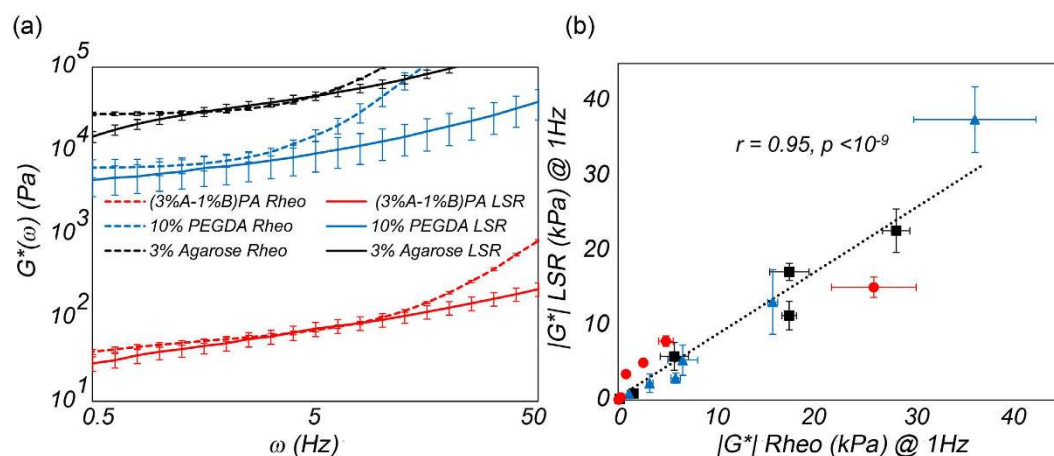 (a)
10^5
10^4
10^3
10^2
10^1
G*(ω) (Pa)
(3%A-1%B)PA Rheo
(3%A-1%B)PA LSR
10% PEGDA Rheo
10% PEGDA LSR
3% Agarose Rheo
3% Agarose LSR
0.5
5
50
ω (Hz)
(b)
40
30
20
10
0
|G*| LSR (kPa) @ 1Hz
r = 0.95, p <10^-9
0
10
20
30
40
|G*| Rheo (kPa) @ 1Hz